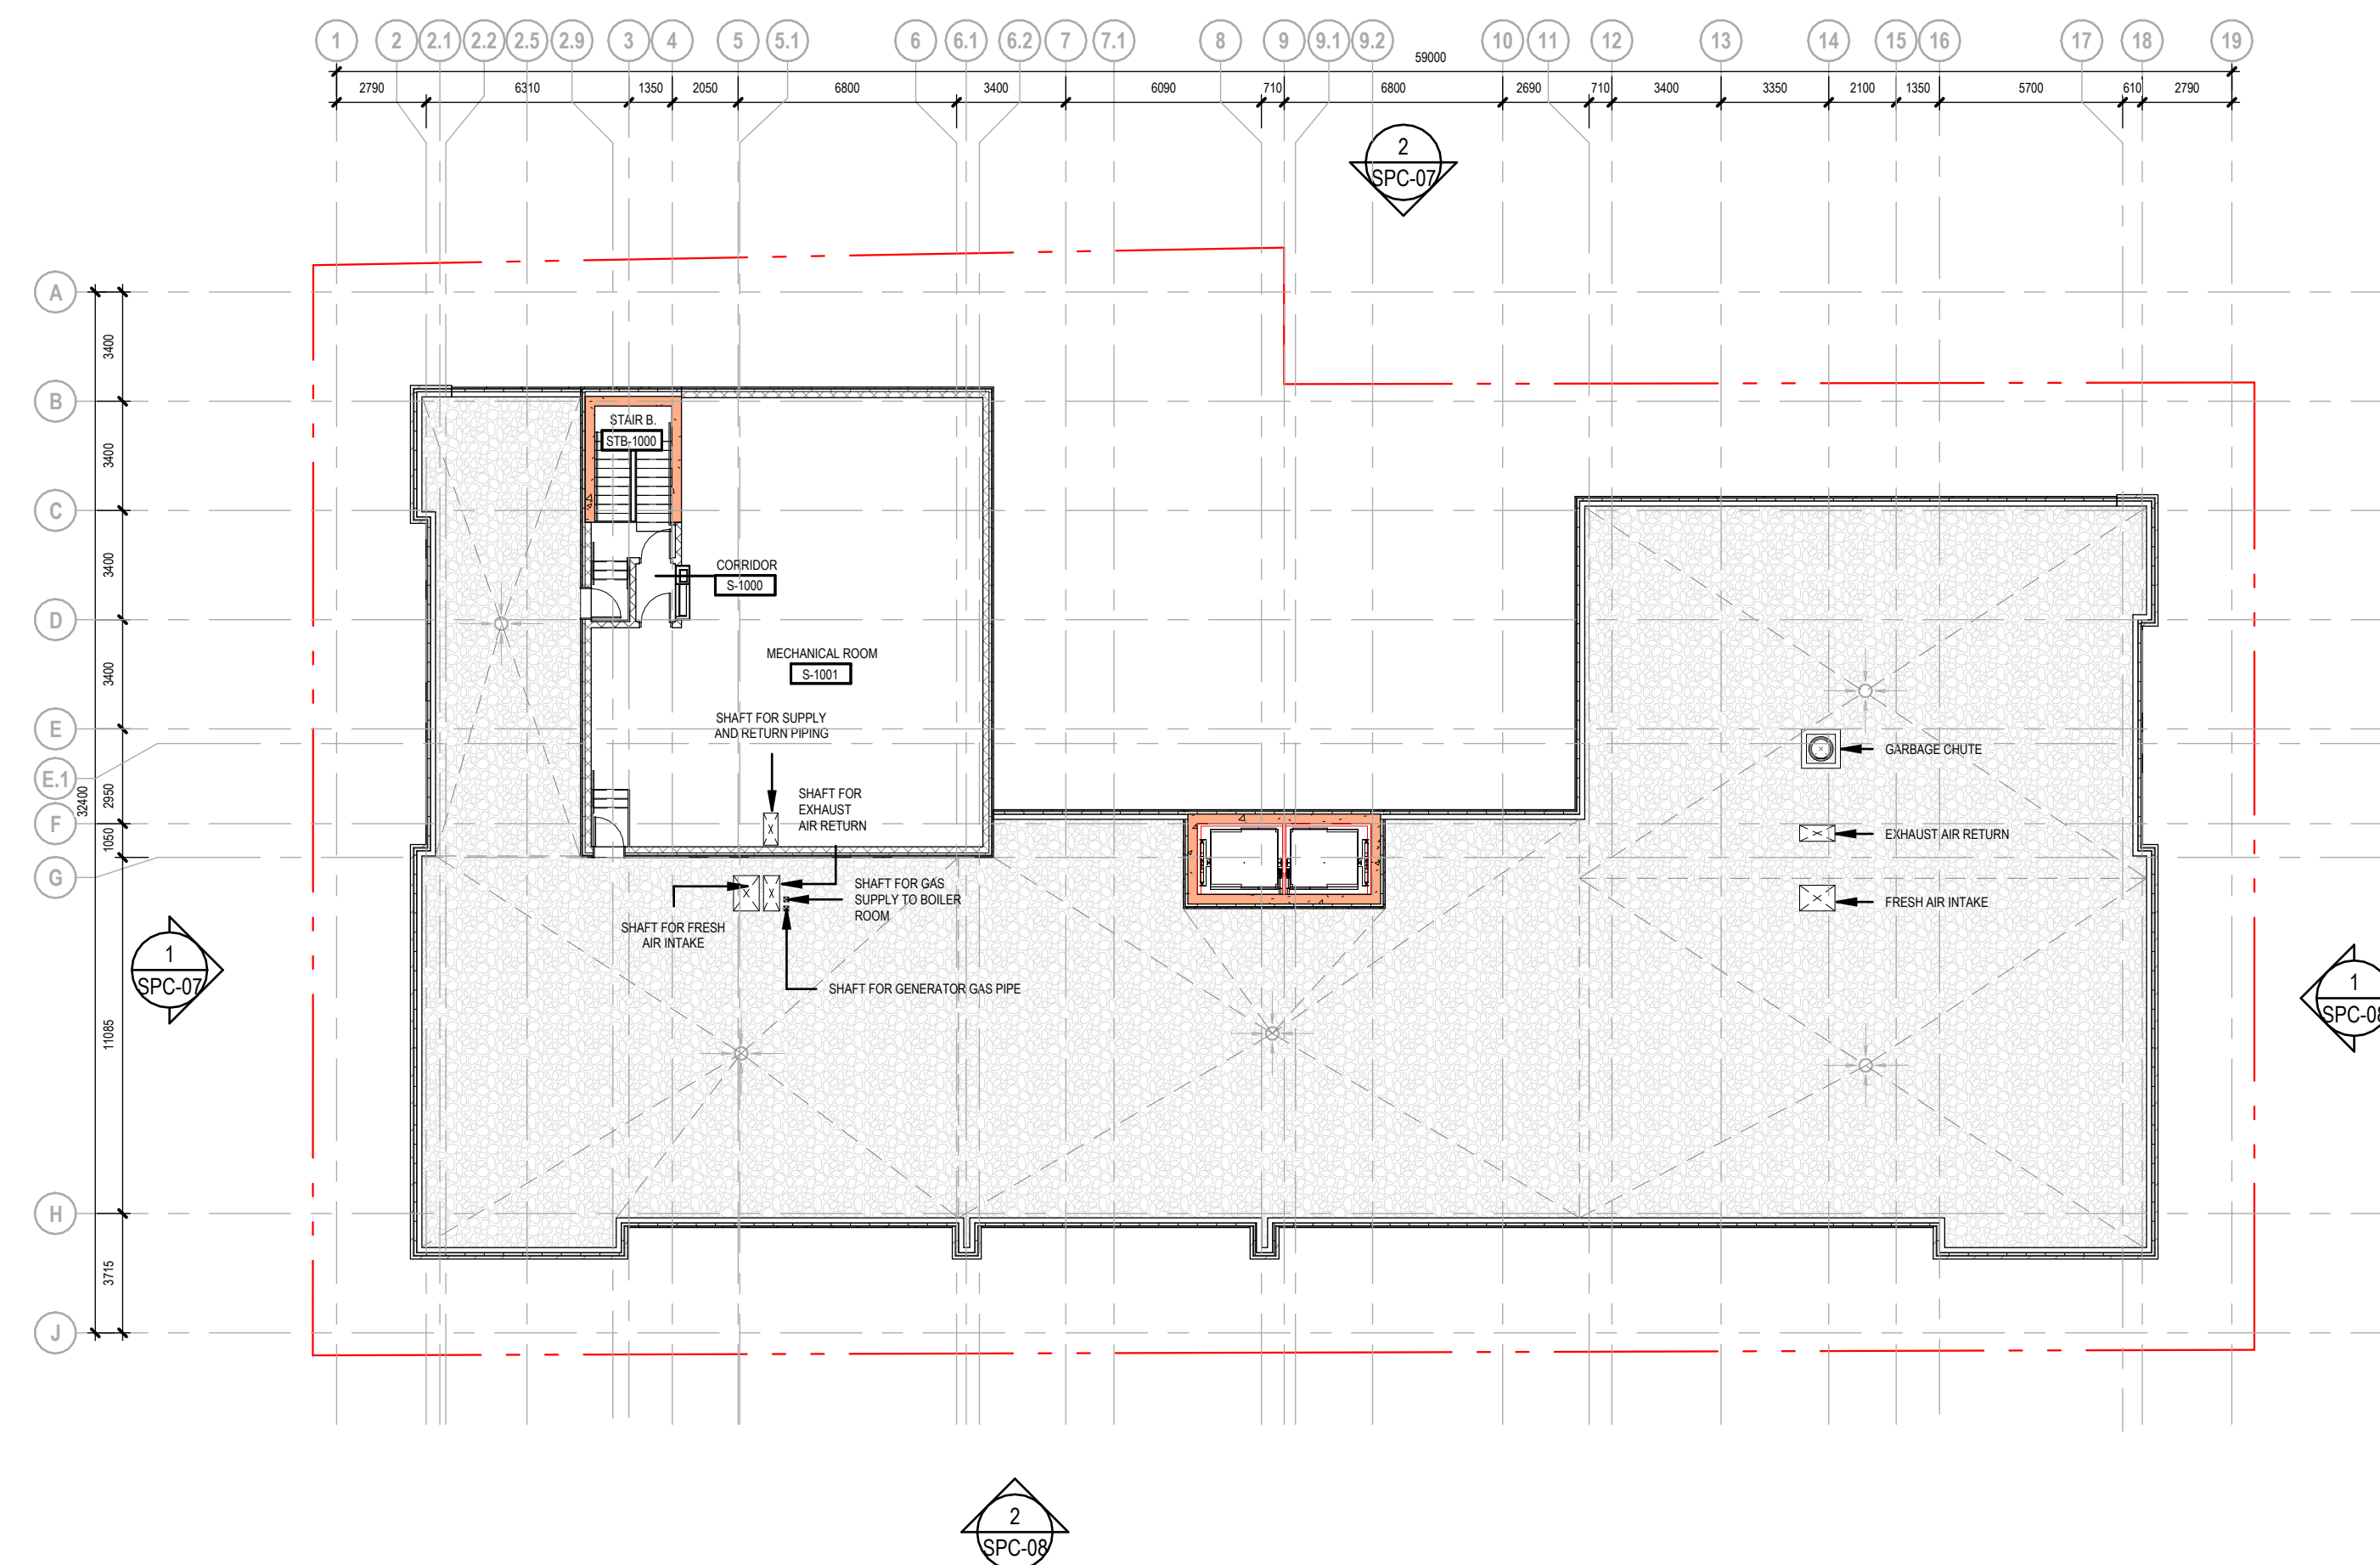 1 2 2.1 2.2 2.5 2.9 3 4 5 5.1 6 6.1 6.2 7 7.1 8 9 9.1 9.2 10 11 12 13 14 15 16 17 18 19
59000
2790 6310 1350 2050 6800 3400 6090 710 6800 2690 710 3400 3350 2100 1350 5700 610 2790
2
SPC-07
A
3400
B
3400
C
3400
D
3400
E
E.1
2950
32400
F
1050
G
11085
H
3715
J
STAIR B.
STB-1000
CORRIDOR
S-1000
MECHANICAL ROOM
S-1001
SHAFT FOR SUPPLY
AND RETURN PIPING
SHAFT FOR
EXHAUST
AIR RETURN
SHAFT FOR GAS
SUPPLY TO BOILER
ROOM
SHAFT FOR FRESH
AIR INTAKE
SHAFT FOR GENERATOR GAS PIPE
GARBAGE CHUTE
EXHAUST AIR RETURN
FRESH AIR INTAKE
1
SPC-07
1
SPC-08
2
SPC-08